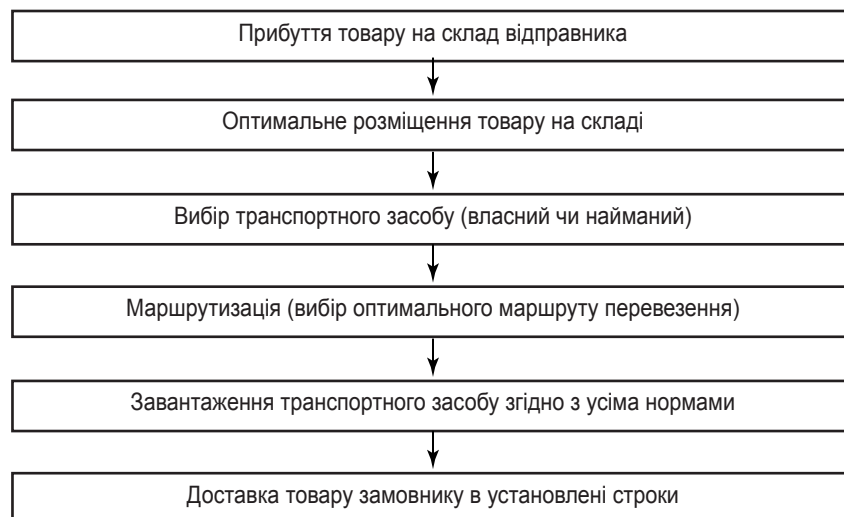 Прибуття товару на склад відправника
Оптимальне розміщення товару на складі
Вибір транспортного засобу (власний чи найманий)
Маршрутизація (вибір оптимального маршруту перевезення)
Завантаження транспортного засобу згідно з усіма нормами
Доставка товару замовнику в установлені строки